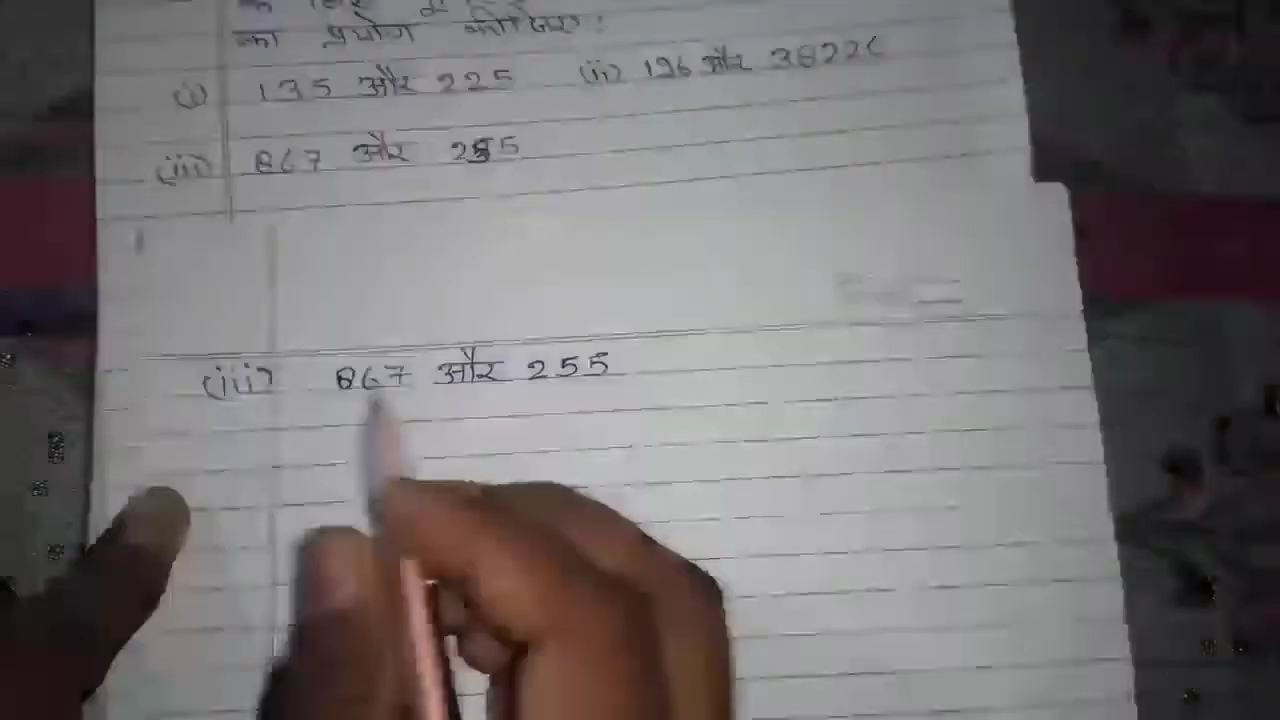 का प्रयोग कीजिए:
(i) 135 और 225 (ii) 196 और 38220
(iii) 867 और 255
(iii) 867 और 255